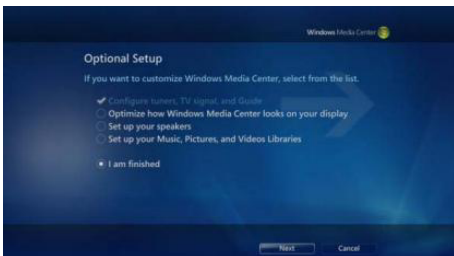 Windows Media Center
Optional Setup
If you want to customize Windows Media Center, select from the list.
Configure tuners, TV signal, and Guide
Optimize how Windows Media Center looks on your display
Set up your speakers
Set up your Music, Pictures, and Videos Libraries
I am finished
Next Cancel